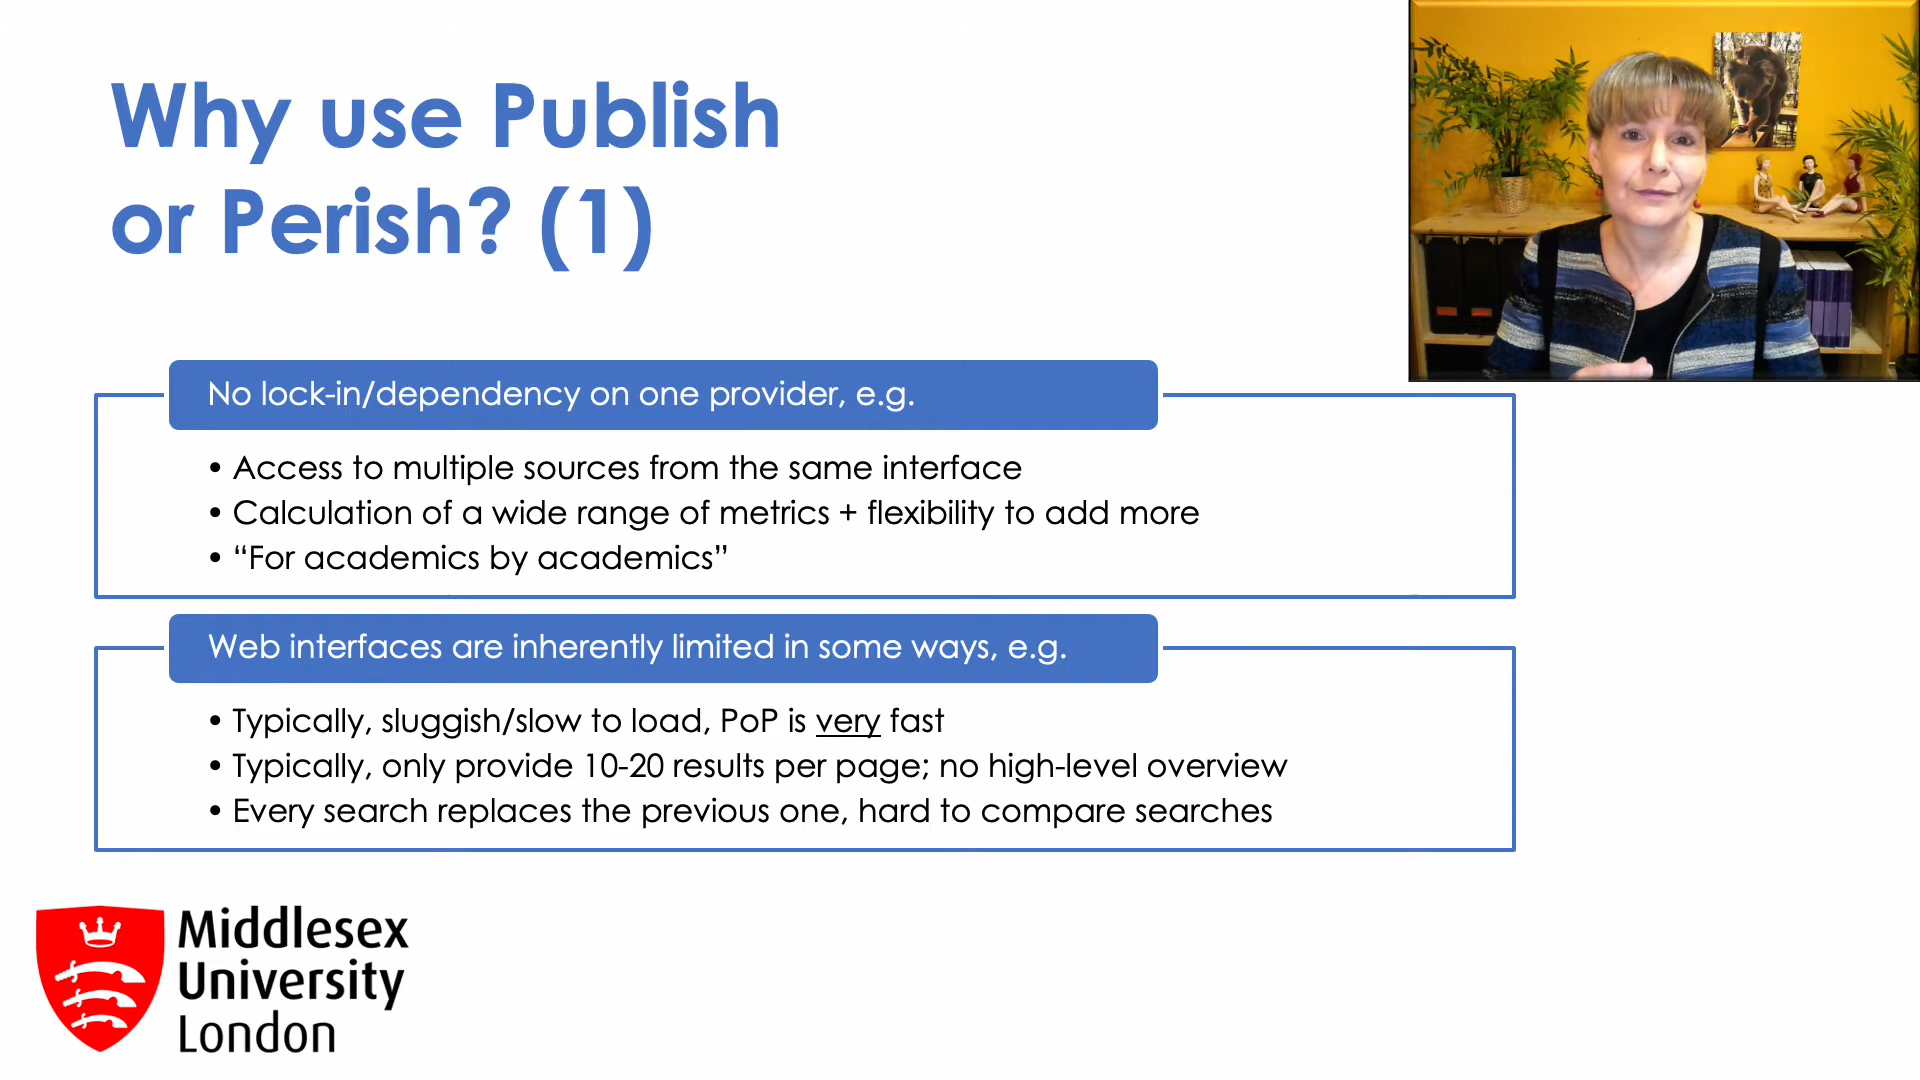 Why use Publish
or Perish? (1)
No lock-in/dependency on one provider, e.g.
• Access to multiple sources from the same interface
• Calculation of a wide range of metrics + flexibility to add more
• “For academics by academics”
Web interfaces are inherently limited in some ways, e.g.
• Typically, sluggish/slow to load, PoP is very fast
• Typically, only provide 10-20 results per page; no high-level overview
• Every search replaces the previous one, hard to compare searches
Middlesex
University
London